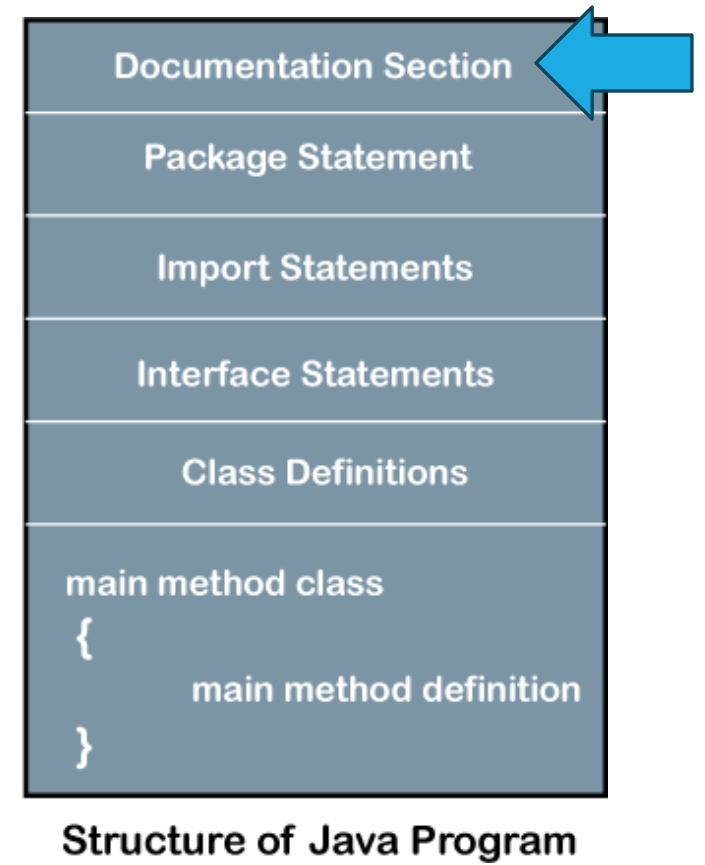 Documentation Section
Package Statement
Import Statements
Interface Statements
Class Definitions
main method class
{
main method definition
}
Structure of Java Program